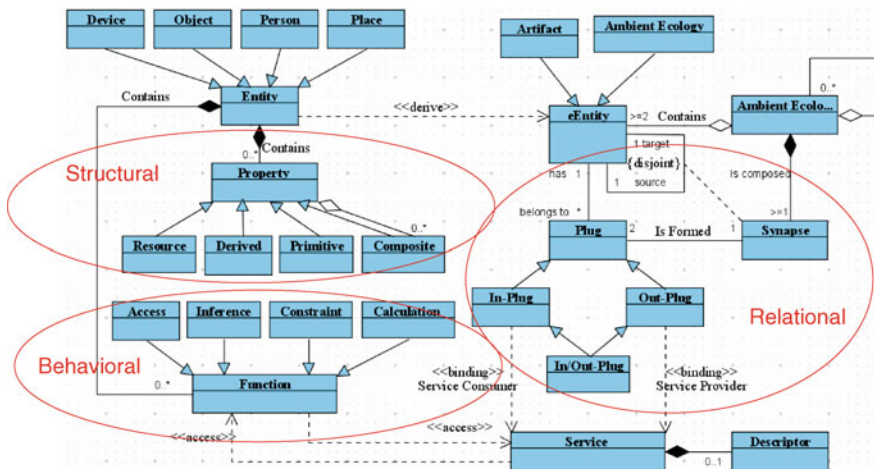 Device Object Person Place
Artifact Ambient Ecology
Contains Entity <<derive>> eEntity >=2 Contains Ambient Ecolo... 0..*
Contains
0..*
1 target
{disjoint}
source
1
Structural
Property
has 1
Is composed
belongs to *
>=1
0..*
Resource Derived Primitive Composite
Plug 2 Is Formed 1 Synapse
In-Plug Out-Plug
Relational
Access Inference Constraint Calculation
Behavioral
0..*
Function
<<binding>>
Service Consumer
In/Out-Plug
<<binding>>
Service Provider
<<access>> <<access>>
Service 0..1 Descriptor